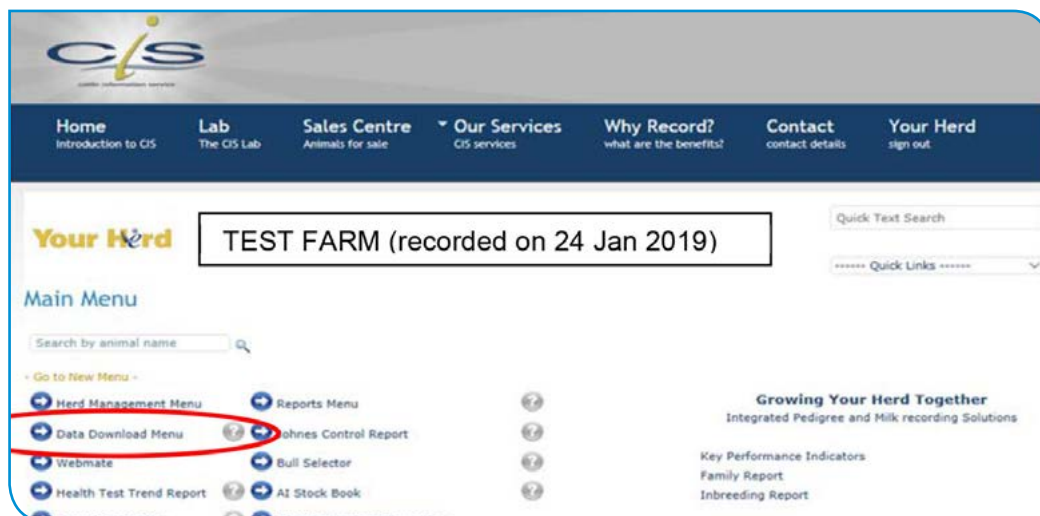 cis
cattle information service
Home Lab Sales Centre Our Services Why Record? Contact Your Herd
Introduction to CIS The CIS Lab Animals for sale CIS services what are the benefits? contact details sign out
Your Herd TEST FARM (recorded on 24 Jan 2019) Quick Text Search
------ Quick Links ------
Main Menu
Search by animal name
- Go to New Menu -
Herd Management Menu Reports Menu ? Growing Your Herd Together
Integrated Pedigree and Milk recording Solutions
Data Download Menu ? Johnes Control Report ?
Webmate Bull Selector ? Key Performance Indicators
Family Report
Health Test Trend Report ? AI Stock Book ? Inbreeding Report